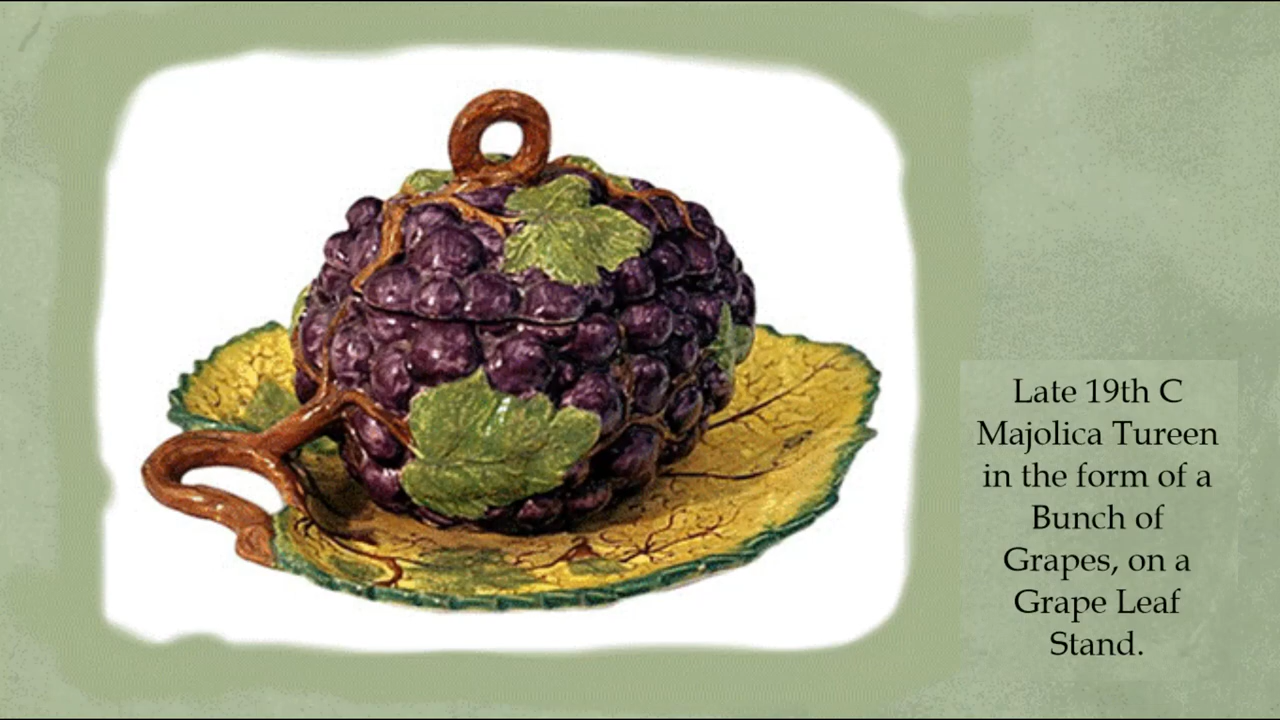 Late 19th C
Majolica Tureen
in the form of a
Bunch of
Grapes, on a
Grape Leaf
Stand.